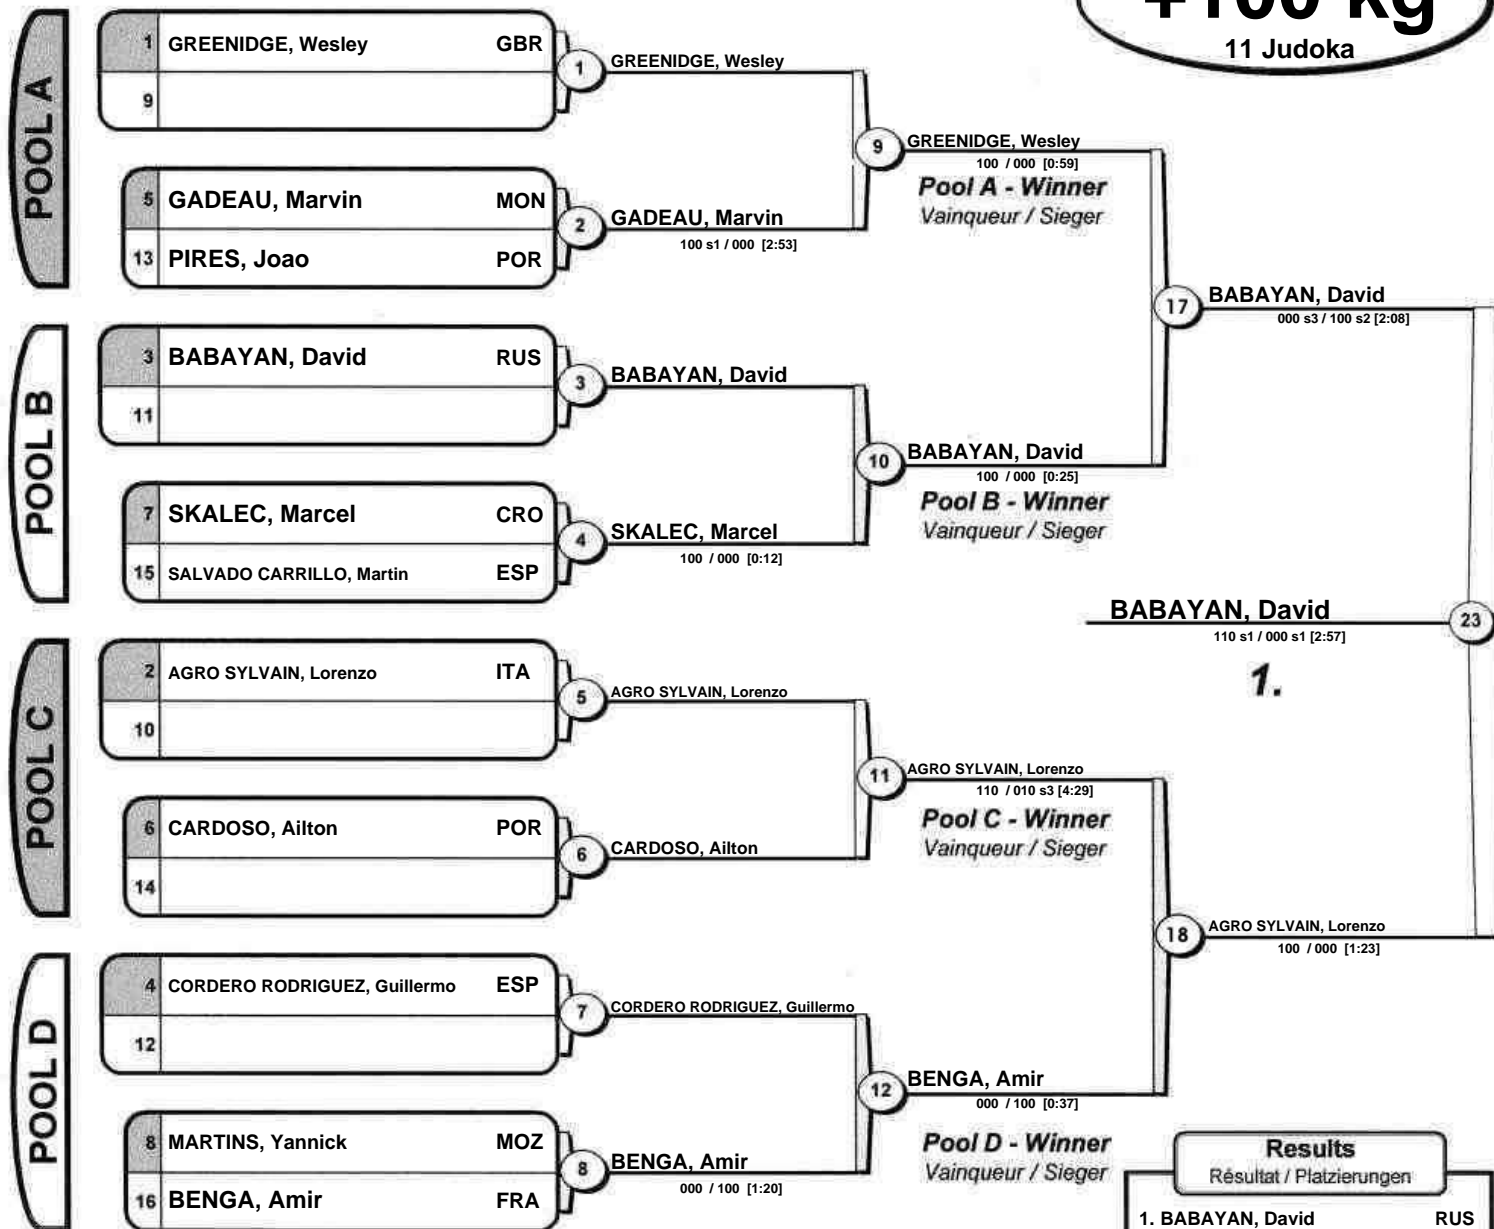 +100 kg
11 Judoka
POOL A
1 GREENIDGE, Wesley GBR
9
1 GREENIDGE, Wesley
5 GADEAU, Marvin MON
13 PIRES, Joao POR
2 GADEAU, Marvin
100 s1 / 000 [2:53]
9 GREENIDGE, Wesley
100 / 000 [0:59]
Pool A - Winner
Vainqueur / Sieger
POOL B
3 BABAYAN, David RUS
11
3 BABAYAN, David
7 SKALEC, Marcel CRO
15 SALVADO CARRILLO, Martin ESP
4 SKALEC, Marcel
100 / 000 [0:12]
10 BABAYAN, David
100 / 000 [0:25]
Pool B - Winner
Vainqueur / Sieger
17 BABAYAN, David
000 s3 / 100 s2 [2:08]
BABAYAN, David 23
110 s1 / 000 s1 [2:57]
1.
POOL C
2 AGRO SYLVAIN, Lorenzo ITA
10
5 AGRO SYLVAIN, Lorenzo
6 CARDOSO, Ailton POR
14
6 CARDOSO, Ailton
11 AGRO SYLVAIN, Lorenzo
110 / 010 s3 [4:29]
Pool C - Winner
Vainqueur / Sieger
18 AGRO SYLVAIN, Lorenzo
100 / 000 [1:23]
POOL D
4 CORDERO RODRIGUEZ, Guillermo ESP
12
7 CORDERO RODRIGUEZ, Guillermo
8 MARTINS, Yannick MOZ
16 BENGA, Amir FRA
8 BENGA, Amir
000 / 100 [1:20]
12 BENGA, Amir
000 / 100 [0:37]
Pool D - Winner
Vainqueur / Sieger
Results
Résultat / Platzierungen
1. BABAYAN, David RUS